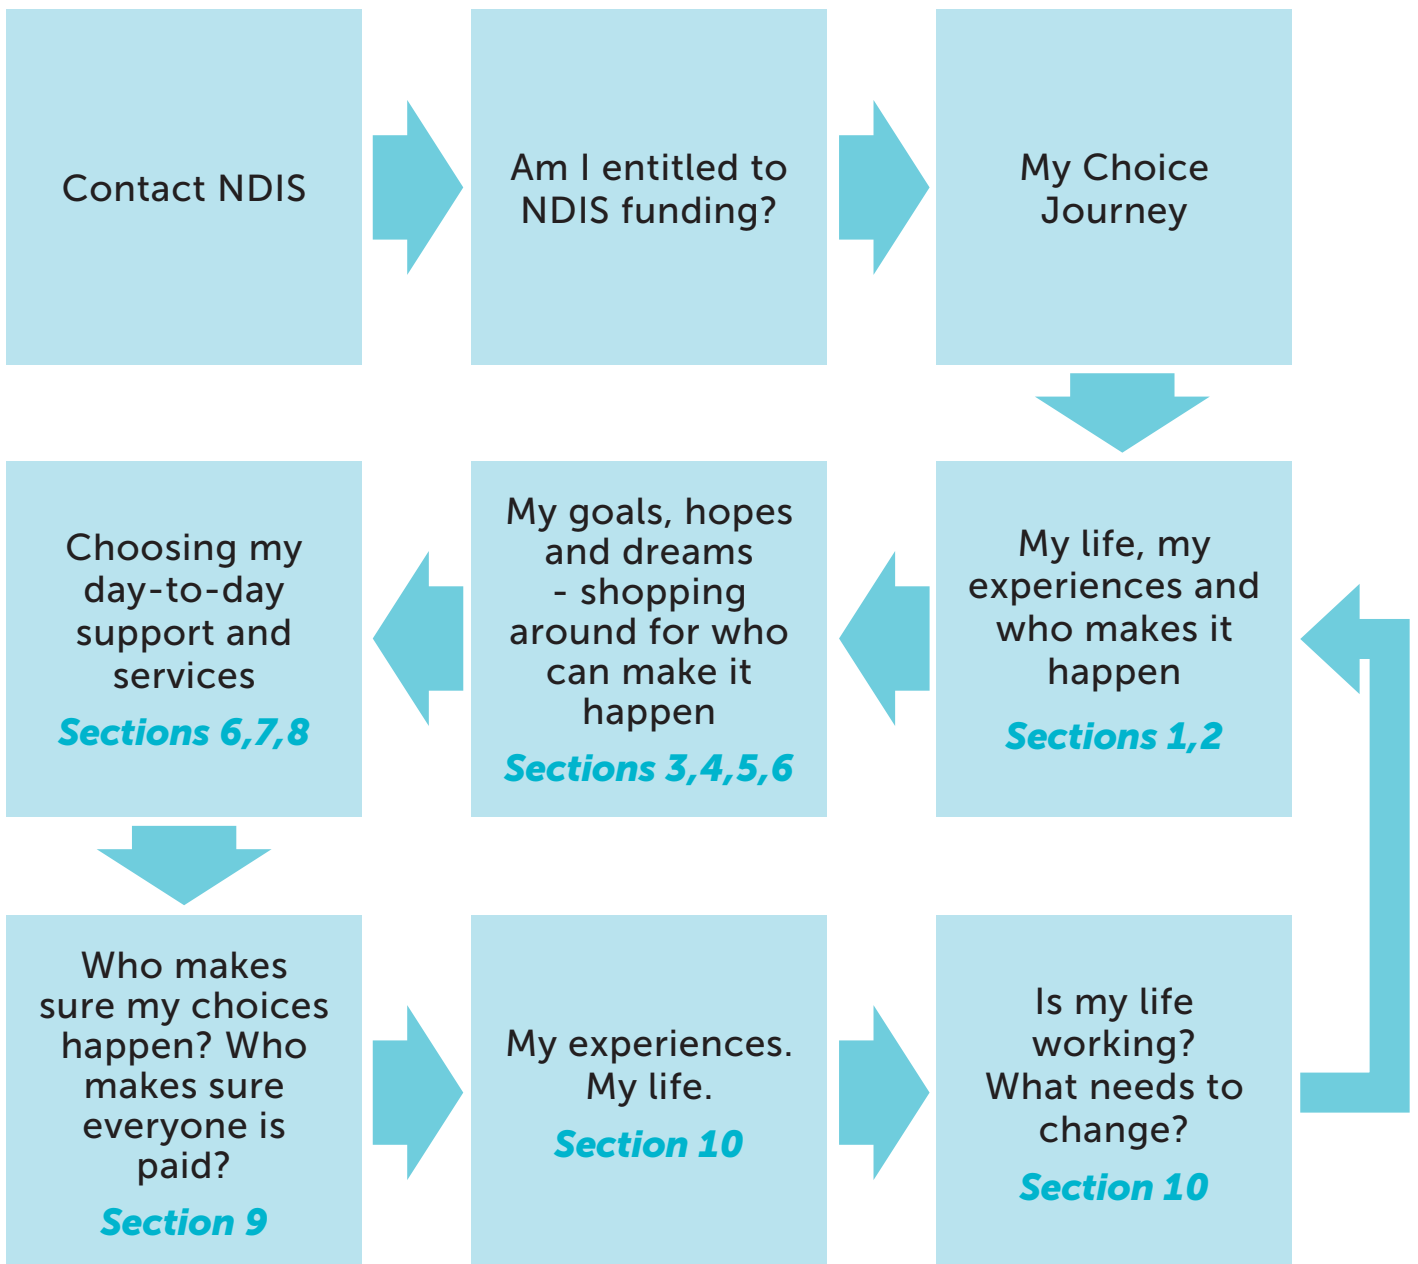 Contact NDIS
Am I entitled to
NDIS funding?
My Choice
Journey
My life, my
experiences and
who makes it
happen
Sections 1,2
My goals, hopes
and dreams
- shopping
around for who
can make it
happen
Sections 3,4,5,6
Choosing my
day-to-day
support and
services
Sections 6,7,8
Who makes
sure my choices
happen? Who
makes sure
everyone is
paid?
Section 9
My experiences.
My life.
Section 10
Is my life
working?
What needs to
change?
Section 10